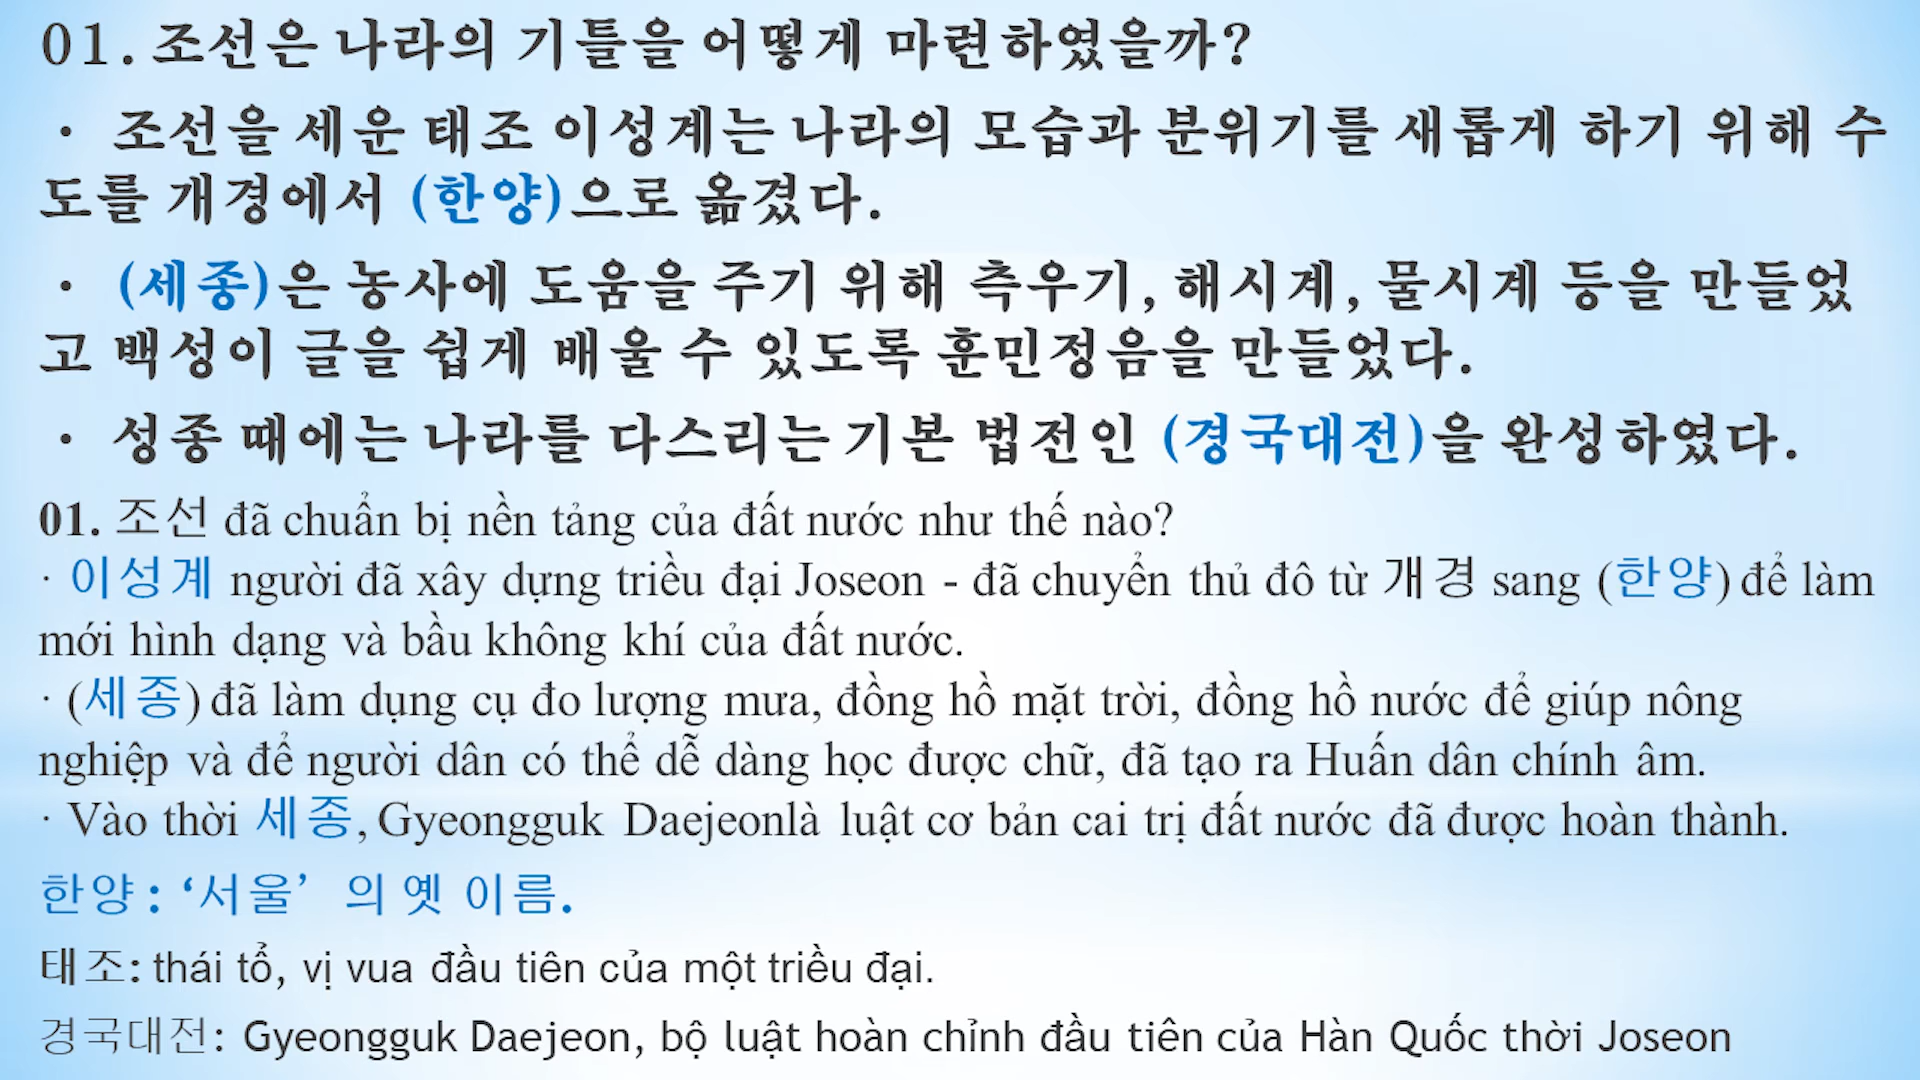 01. 조선은 나라의 기틀을 어떻게 마련하였을까?
· 조선을 세운 태조 이성계는 나라의 모습과 분위기를 새롭게 하기 위해 수
도를 개경에서 (한양)으로 옮겼다.
· (세종)은 농사에 도움을 주기 위해 측우기, 해시계, 물시계 등을 만들었
고 백성이 글을 쉽게 배울 수 있도록 훈민정음을 만들었다.
· 성종 때에는 나라를 다스리는 기본 법전인 (경국대전)을 완성하였다.
01. 조선 đã chuẩn bị nền tảng của đất nước như thế nào?
· 이성계 người đã xây dựng triều đại Joseon - đã chuyển thủ đô từ 개경 sang (한양) để làm
mới hình dạng và bầu không khí của đất nước.
· (세종) đã làm dụng cụ đo lượng mưa, đồng hồ mặt trời, đồng hồ nước để giúp nông
nghiệp và để người dân có thể dễ dàng học được chữ, đã tạo ra Huấn dân chính âm.
· Vào thời 세종, Gyeongguk Daejeonlà luật cơ bản cai trị đất nước đã được hoàn thành.
한양 : ‘서울’ 의 옛 이름.
태조: thái tổ, vị vua đầu tiên của một triều đại.
경국대전: Gyeongguk Daejeon, bộ luật hoàn chỉnh đầu tiên của Hàn Quốc thời Joseon